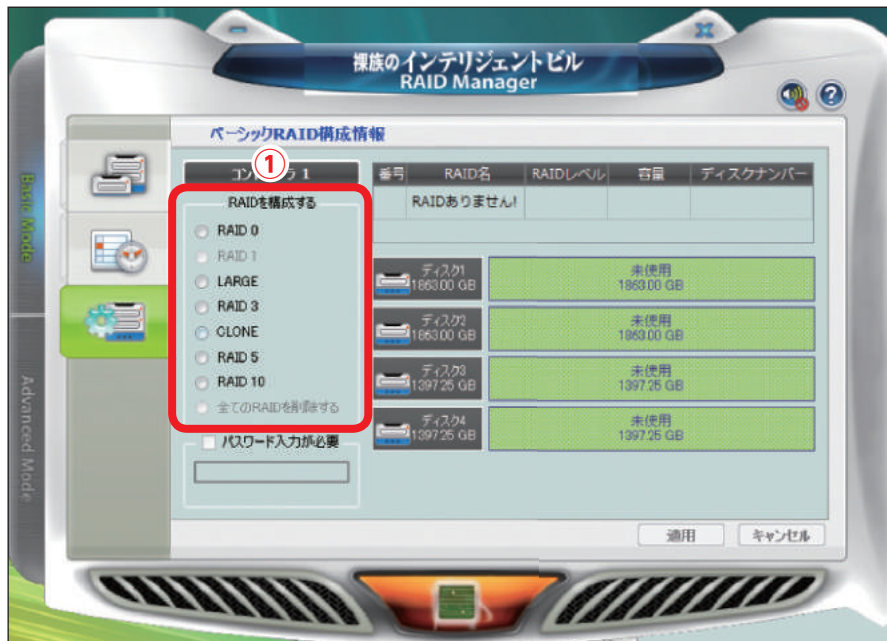 裸族のインテリジェントビル
RAID Manager
Basic Mode
Advanced Mode
ベーシックRAID構成情報
コントローラ 1
①
RAIDを構成する
RAID 0
RAID 1
LARGE
RAID 3
CLONE
RAID 5
RAID 10
全てのRAIDを削除する
パスワード入力が必要
番号 RAID名 RAIDレベル 容量 ディスクナンバー
RAIDありません!
ディスク1
1863.00 GB
未使用
1863.00 GB
ディスク2
1863.00 GB
未使用
1863.00 GB
ディスク3
1397.25 GB
未使用
1397.25 GB
ディスク4
1397.25 GB
未使用
1397.25 GB
適用 キャンセル